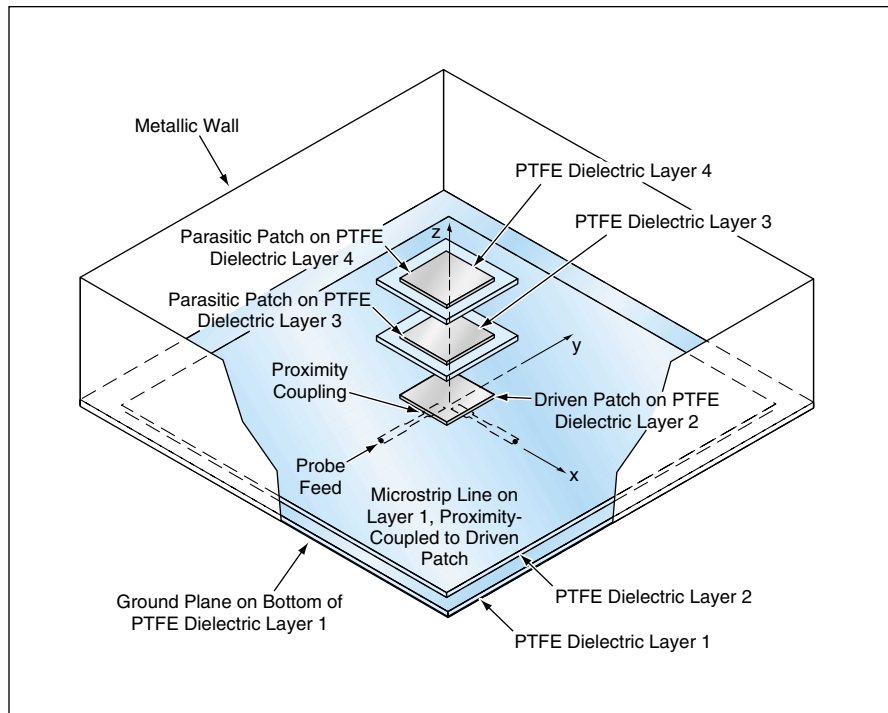 Metallic Wall
PTFE Dielectric Layer 4
PTFE Dielectric Layer 3
z
Parasitic Patch on PTFE
Dielectric Layer 4
Parasitic Patch on PTFE
Dielectric Layer 3
y
Proximity
Coupling
Driven Patch on PTFE
Dielectric Layer 2
Probe
Feed
x
Microstrip Line on
Layer 1, Proximity-
Coupled to Driven
Patch
Ground Plane on Bottom of
PTFE Dielectric Layer 1
PTFE Dielectric Layer 2
PTFE Dielectric Layer 1